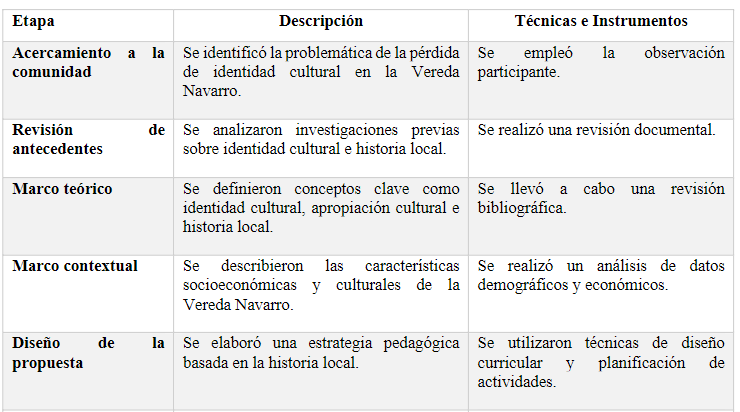 Etapa Descripción Técnicas e Instrumentos
Acercamiento a la Se identificó la problemática de la pérdida Se empleó la observación
comunidad de identidad cultural en la Vereda participante.
Navarro.
Revisión de Se analizaron investigaciones previas Se realizó una revisión documental.
antecedentes sobre identidad cultural e historia local.
Marco teórico Se definieron conceptos clave como Se llevó a cabo una revisión
identidad cultural, apropiación cultural e bibliográfica.
historia local.
Marco contextual Se describieron las características Se realizó un análisis de datos
socioeconómicas y culturales de la demográficos y económicos.
Vereda Navarro.
Diseño de la Se elaboró una estrategia pedagógica Se utilizaron técnicas de diseño
propuesta basada en la historia local. curricular y planificación de
actividades.